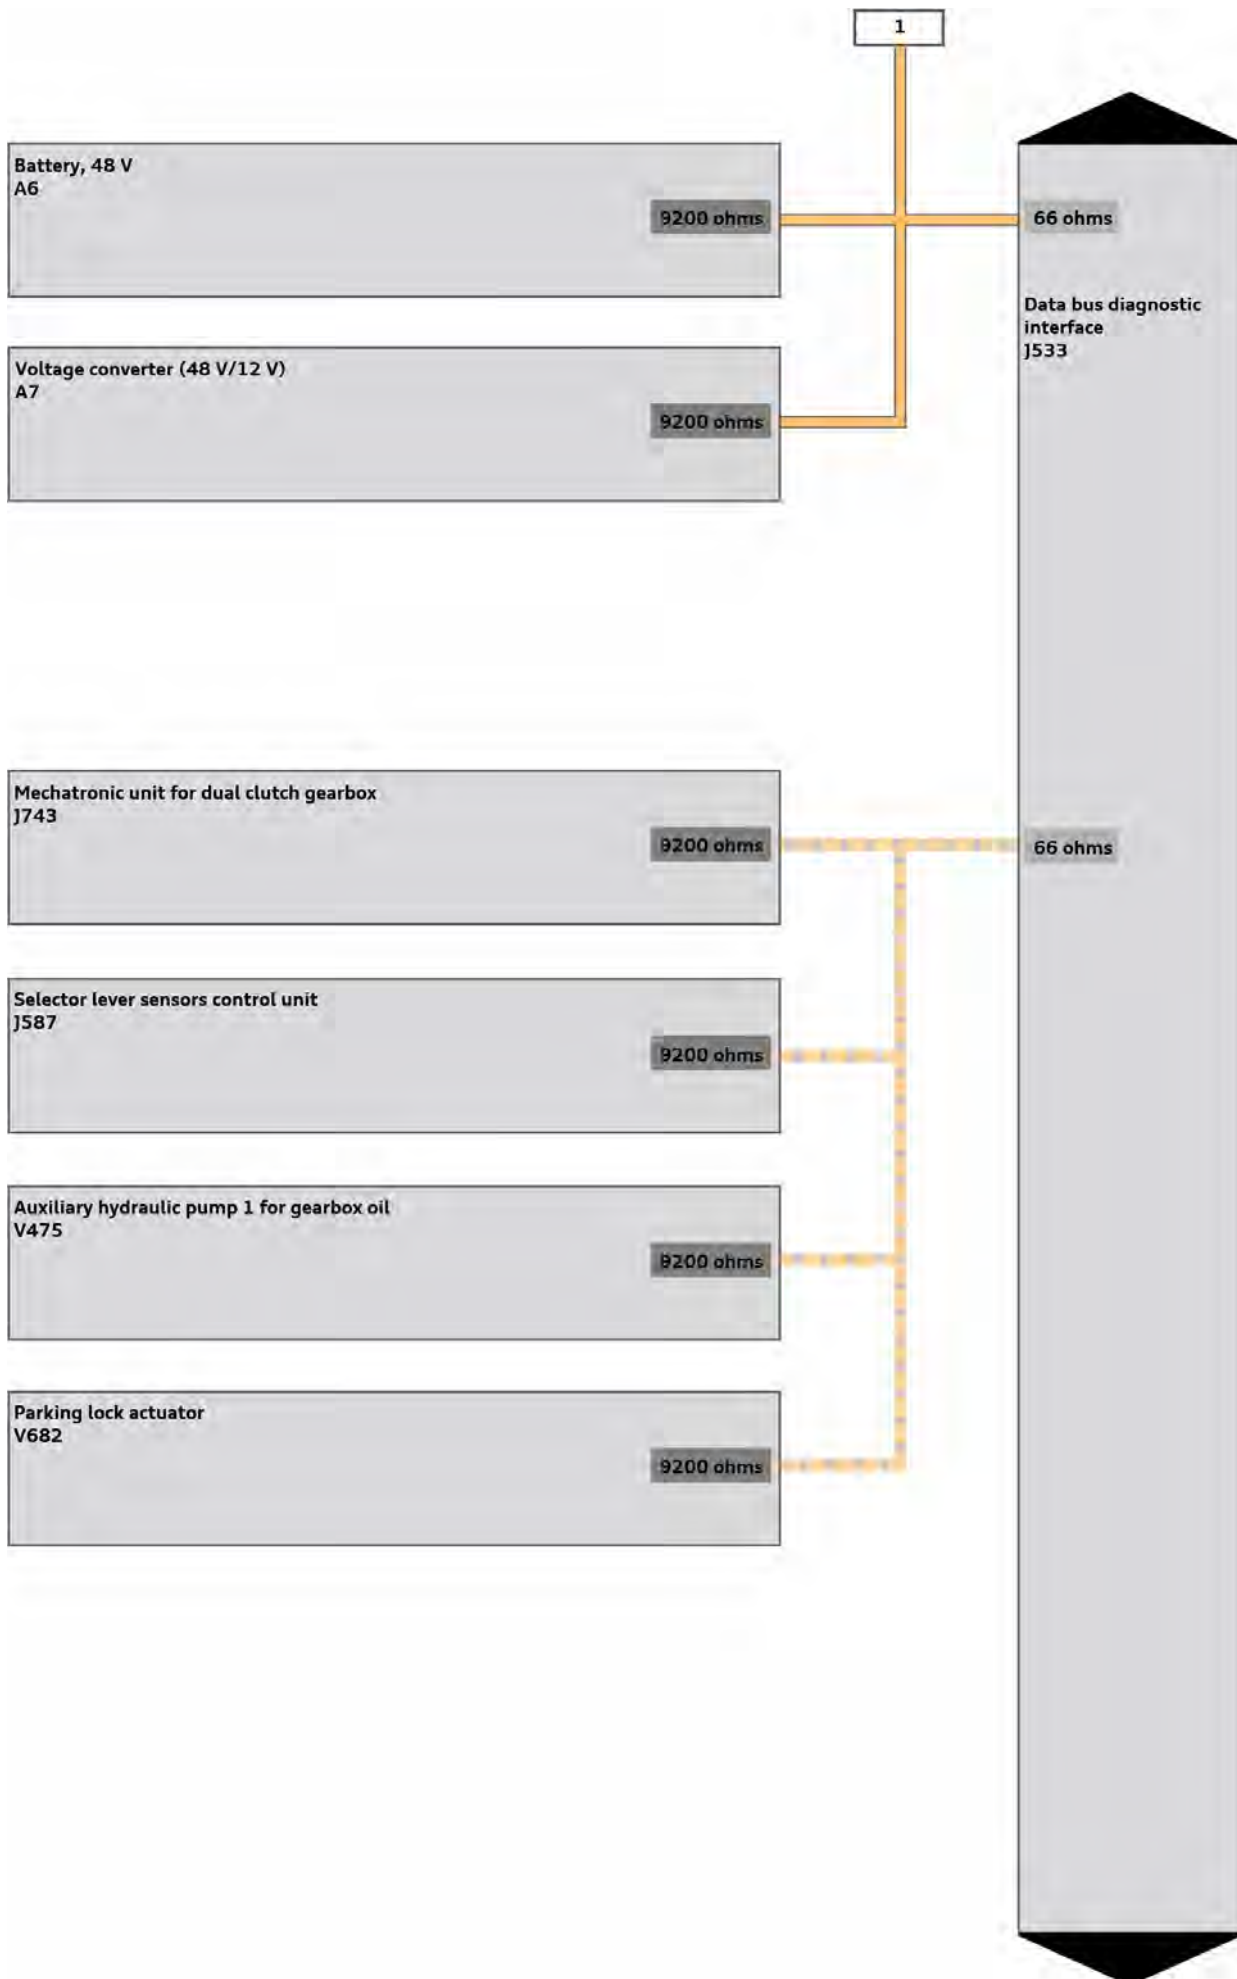 1
Battery, 48 V
A6
9200 ohms
66 ohms
Data bus diagnostic
interface
J533
Voltage converter (48 V/12 V)
A7
9200 ohms
Mechatronic unit for dual clutch gearbox
J743
9200 ohms
66 ohms
Selector lever sensors control unit
J587
9200 ohms
Auxiliary hydraulic pump 1 for gearbox oil
V475
9200 ohms
Parking lock actuator
V682
9200 ohms